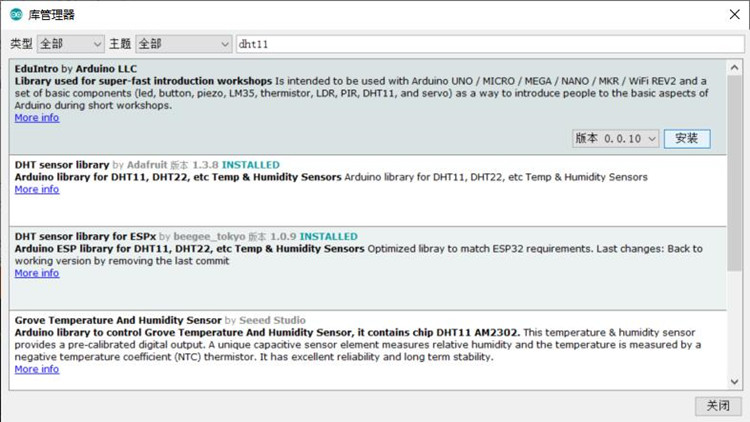 库管理器
类型 全部 主题 全部 dht11
EduIntro by Arduino LLC
Library used for super-fast introduction workshops Is intended to be used with Arduino UNO / MICRO / MEGA / NANO / MKR / WiFi REV2 and a
set of basic components (led, button, piezo, LM35, thermistor, LDR, PIR, DHT11, and servo) as a way to introduce people to the basic aspects of
Arduino during short workshops.
More info
版本 0.0.10 安装
DHT sensor library by Adafruit 版本 1.3.8 INSTALLED
Arduino library for DHT11, DHT22, etc Temp & Humidity Sensors Arduino library for DHT11, DHT22, etc Temp & Humidity Sensors
More info
DHT sensor library for ESPx by beegee_tokyo 版本 1.0.9 INSTALLED
Arduino ESP library for DHT11, DHT22, etc Temp & Humidity Sensors Optimized libray to match ESP32 requirements. Last changes: Back to
working version by removing the last commit
More info
Grove Temperature And Humidity Sensor by Seeed Studio
Arduino library to control Grove Temperature And Humidity Sensor, it contains chip DHT11 AM2302. This temperature & humidity sensor
provides a pre-calibrated digital output. A unique capacitive sensor element measures relative humidity and the temperature is measured by a
negative temperature coefficient (NTC) thermistor. It has excellent reliability and long term stability.
More info
关闭